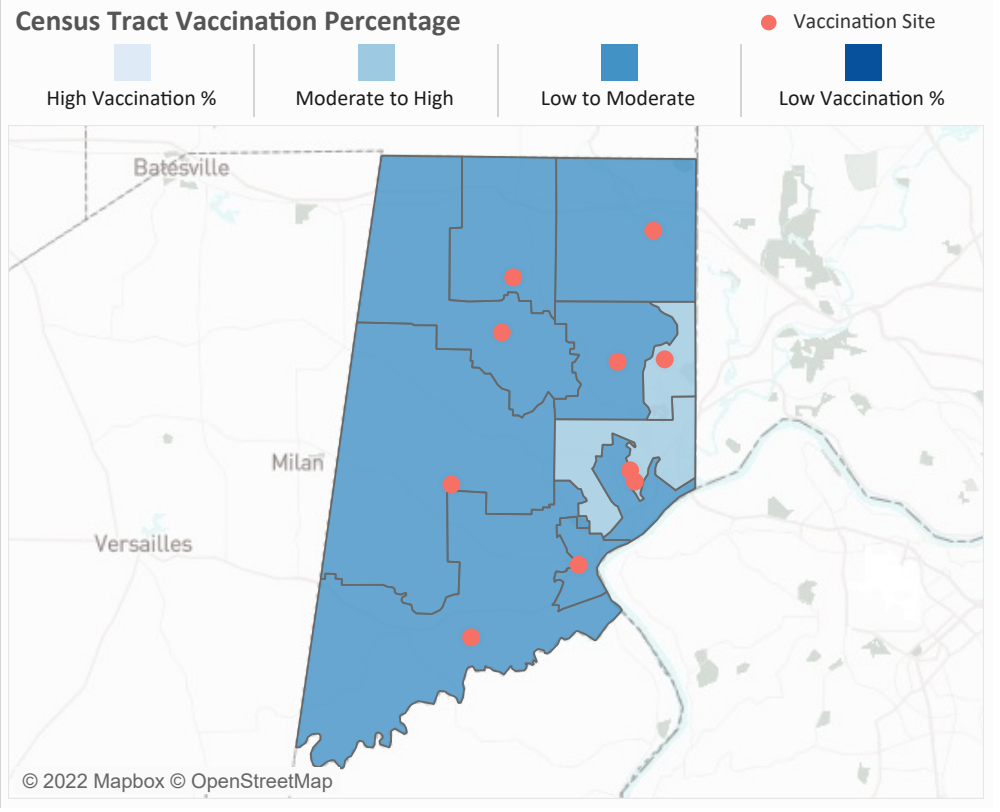 Census Tract Vaccination Percentage
Vaccination Site
High Vaccination %
Moderate to High
Low to Moderate
Low Vaccination %
Batesville
Milan
Versailles
© 2022 Mapbox © OpenStreetMap